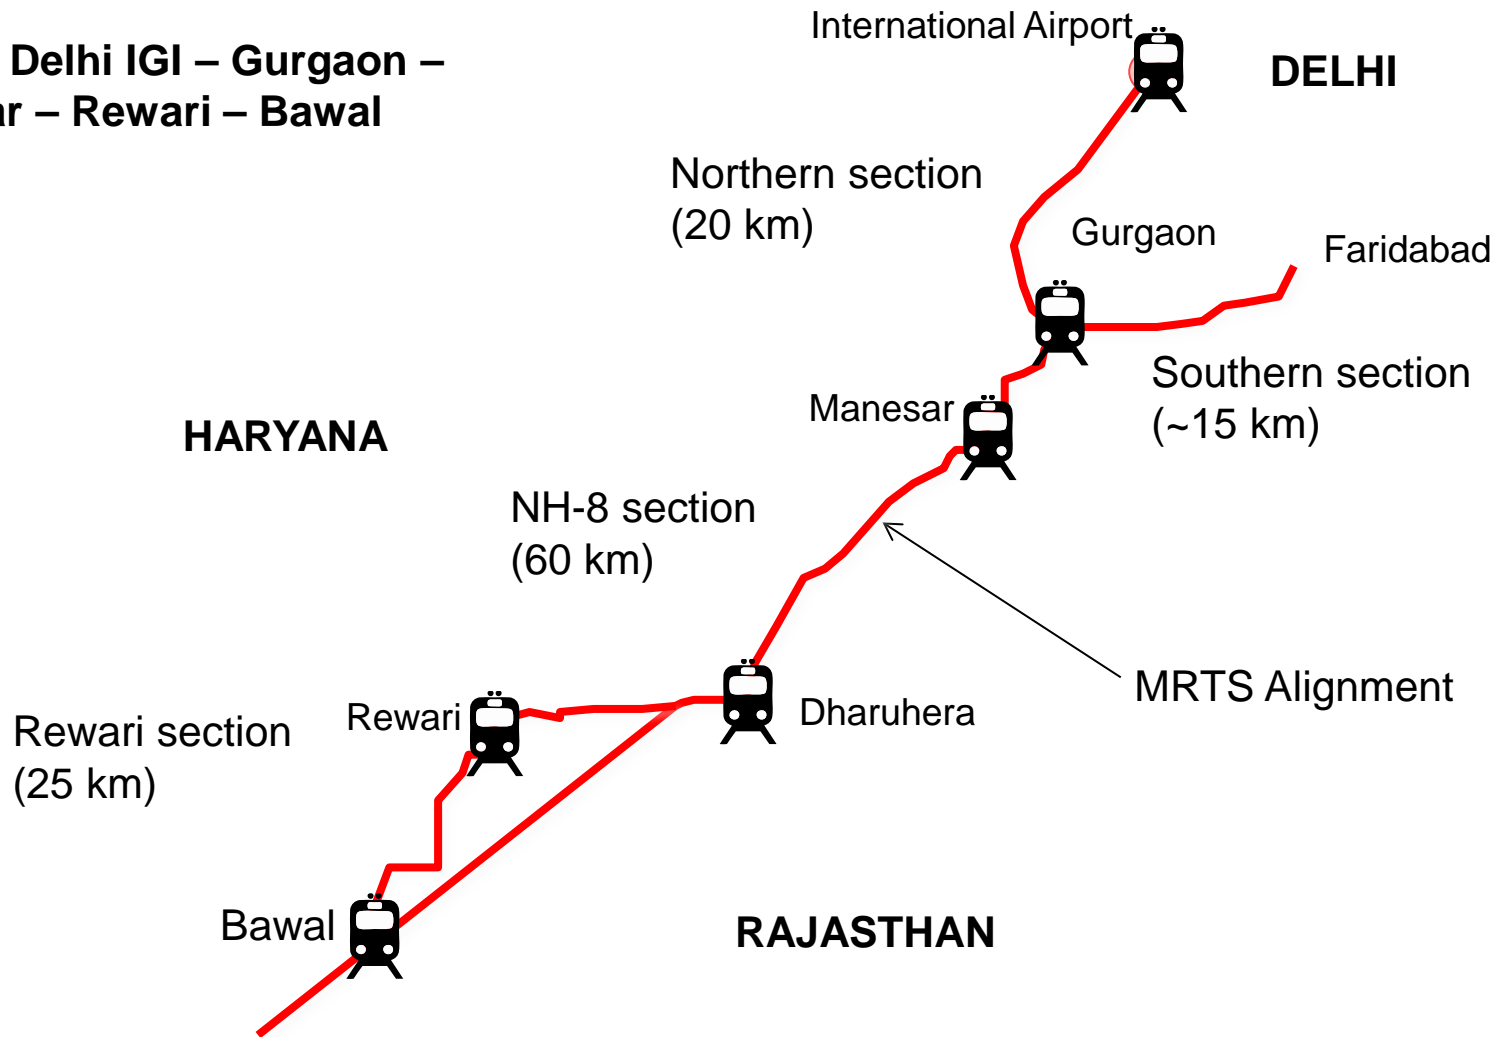 International Airport
Delhi IGI – Gurgaon –
– Rewari – Bawal
DELHI
Northern section
(20 km)
Gurgaon
Faridabad
Southern section
(~15 km)
Manesar
HARYANA
NH-8 section
(60 km)
MRTS Alignment
Dharuhera
Rewari
Rewari section
(25 km)
Bawal
RAJASTHAN